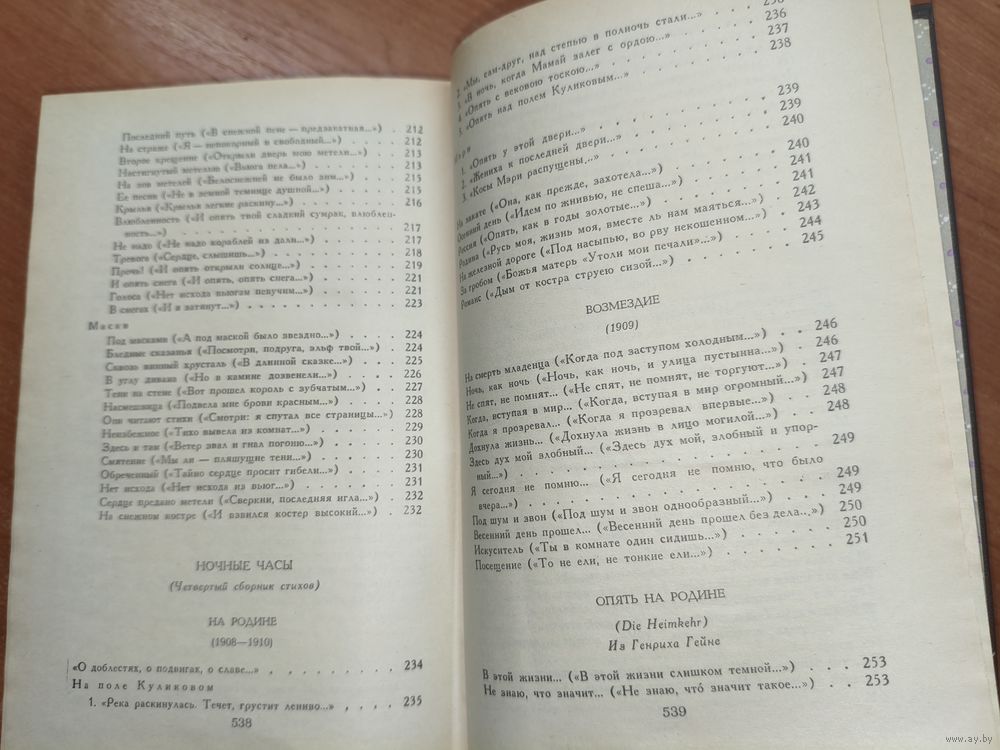 Последний путь («В снежной пене — предзакатная...») . 212
На страже («Я — непокорный и свободный...») . . 212
Второе крещение («Открыли дверь мою метели...») . 213
Настигнутый метелью («Вьюга пела...») . . . . 213
На зов метелей («Белоснежней не было зим...») . . 215
Ее песни («Не в земной темнице душной...») . . . 215
Крылья («Крылья легкие раскину...») . . . . . 216
Влюбленность («И опять твой сладкий сумрак, влюблен-
ность...») . . . . . . . . . . . . 217
Не надо («Не надо кораблей из дали...») . . . . 217
Тревога («Сердце, слышишь...») . . . . . . . 218
Прочь! («И опять открыли солнца...») . . . . . 219
И опять снега («И опять, опять снега...») . . . . 221
Голоса («Нет исхода вьюгам певучим...») . . . . 221
В снегах («И я затянут...») . . . . . . . . 223
Маски
Под масками («А под маской было звездно...») . . . 224
Бледные сказанья («Посмотри, подруга, эльф твой...») . 224
Сквозь винный хрусталь («В длинной сказке...») . . 225
В углу дивана («Но в камине дозвенели...») . . . 226
Тени на стене («Вот прошел король с зубчатым...») . . 227
Насмешница («Подвела мне брови красным...») . . . 228
Они читают стихи («Смотри: я спутал все страницы...») . 228
Неизбежное («Тихо вывела из комнат...») . . . . 229
Здесь и там («Ветер звал и гнал погоню...») . . . 230
Смятение («Мы ли — пляшущие тени...») . . . . 230
Обреченный («Тайно сердце просит гибели...») . . . 231
Нет исхода («Нет исхода из вьюг...») . . . . . 231
Сердце предано метели («Сверкни, последняя игла...») . 232
На снежном костре («И взвился костер высокий...») . . 232
НОЧНЫЕ ЧАСЫ
(Четвертый сборник стихов)
НА РОДИНЕ
(1908—1910)
«О доблестях, о подвигах, о славе...» . . . . . . . 234
На поле Куликовом
1. «Река раскинулась. Течет, грустит лениво...» . . . . 235
538
2. «Мы, сам-друг, над степью в полночь стали...» . 236
3. «В ночь, когда Мамай залег с ордою...» . . 236
4. «Опять с вековою тоскою...» . . . . . 237
5. «Опять над полем Куликовым...» . . . . 238
1. «Опять у этой двери...» . . . . . . . 239
2. «Жениха к последней двери...» . . . . . 239
3. «Косы Мэри распущены...» . . . . . . 240
На закате («Она, как прежде, захотела...») . . . 240
Осенний день («Идем по жнивью, не спеша...») . . 241
Россия («Опять, как в годы золотые...») . . . . 241
Родина («Русь моя, жизнь моя, вместе ль нам маяться...») . 242
На железной дороге («Под насыпью, во рву некошенном...») . 243
За гробом («Божья матерь «Утоли мои печали»...») . . 244
Романс («Дым от костра струею сизой...») . . . . 245
ВОЗМЕЗДИЕ
(1909)
На смерть младенца («Когда под заступом холодным...») . 246
Ночь, как ночь («Ночь, как ночь, и улица пустынна...») . 246
Не спят, не помнят... («Не спят, не помнят, не торгуют...») . 247
Когда, вступая в мир... («Когда, вступая в мир огромный...») . 247
Когда я прозревал... («Когда я прозревал впервые...») . . 248
Дохнула жизнь... («Дохнула жизнь в лицо могилой...») . . 248
Здесь дух мой злобный... («Здесь дух мой, злобный и упор-
ный...») . . . . . . . . . . . . 249
Я сегодня не помню... («Я сегодня не помню, что было
вчера...») . . . . . . . . . . . . 249
Под шум и звон («Под шум и звон однообразный...») . . 249
Весенний день прошел... («Весенний день прошел без дела...») . 250
Искуситель («Ты в комнате один сидишь...») . . . . 250
Посещение («То не ели, не тонкие ели...») . . . . 251
ОПЯТЬ НА РОДИНЕ
(Die Heimkehr)
Из Генриха Гейне
В этой жизни... («В этой жизни слишком темной...») . . . 253
Не знаю, что значит... («Не знаю, что значит такое...») . . 253
539
www.ay.by